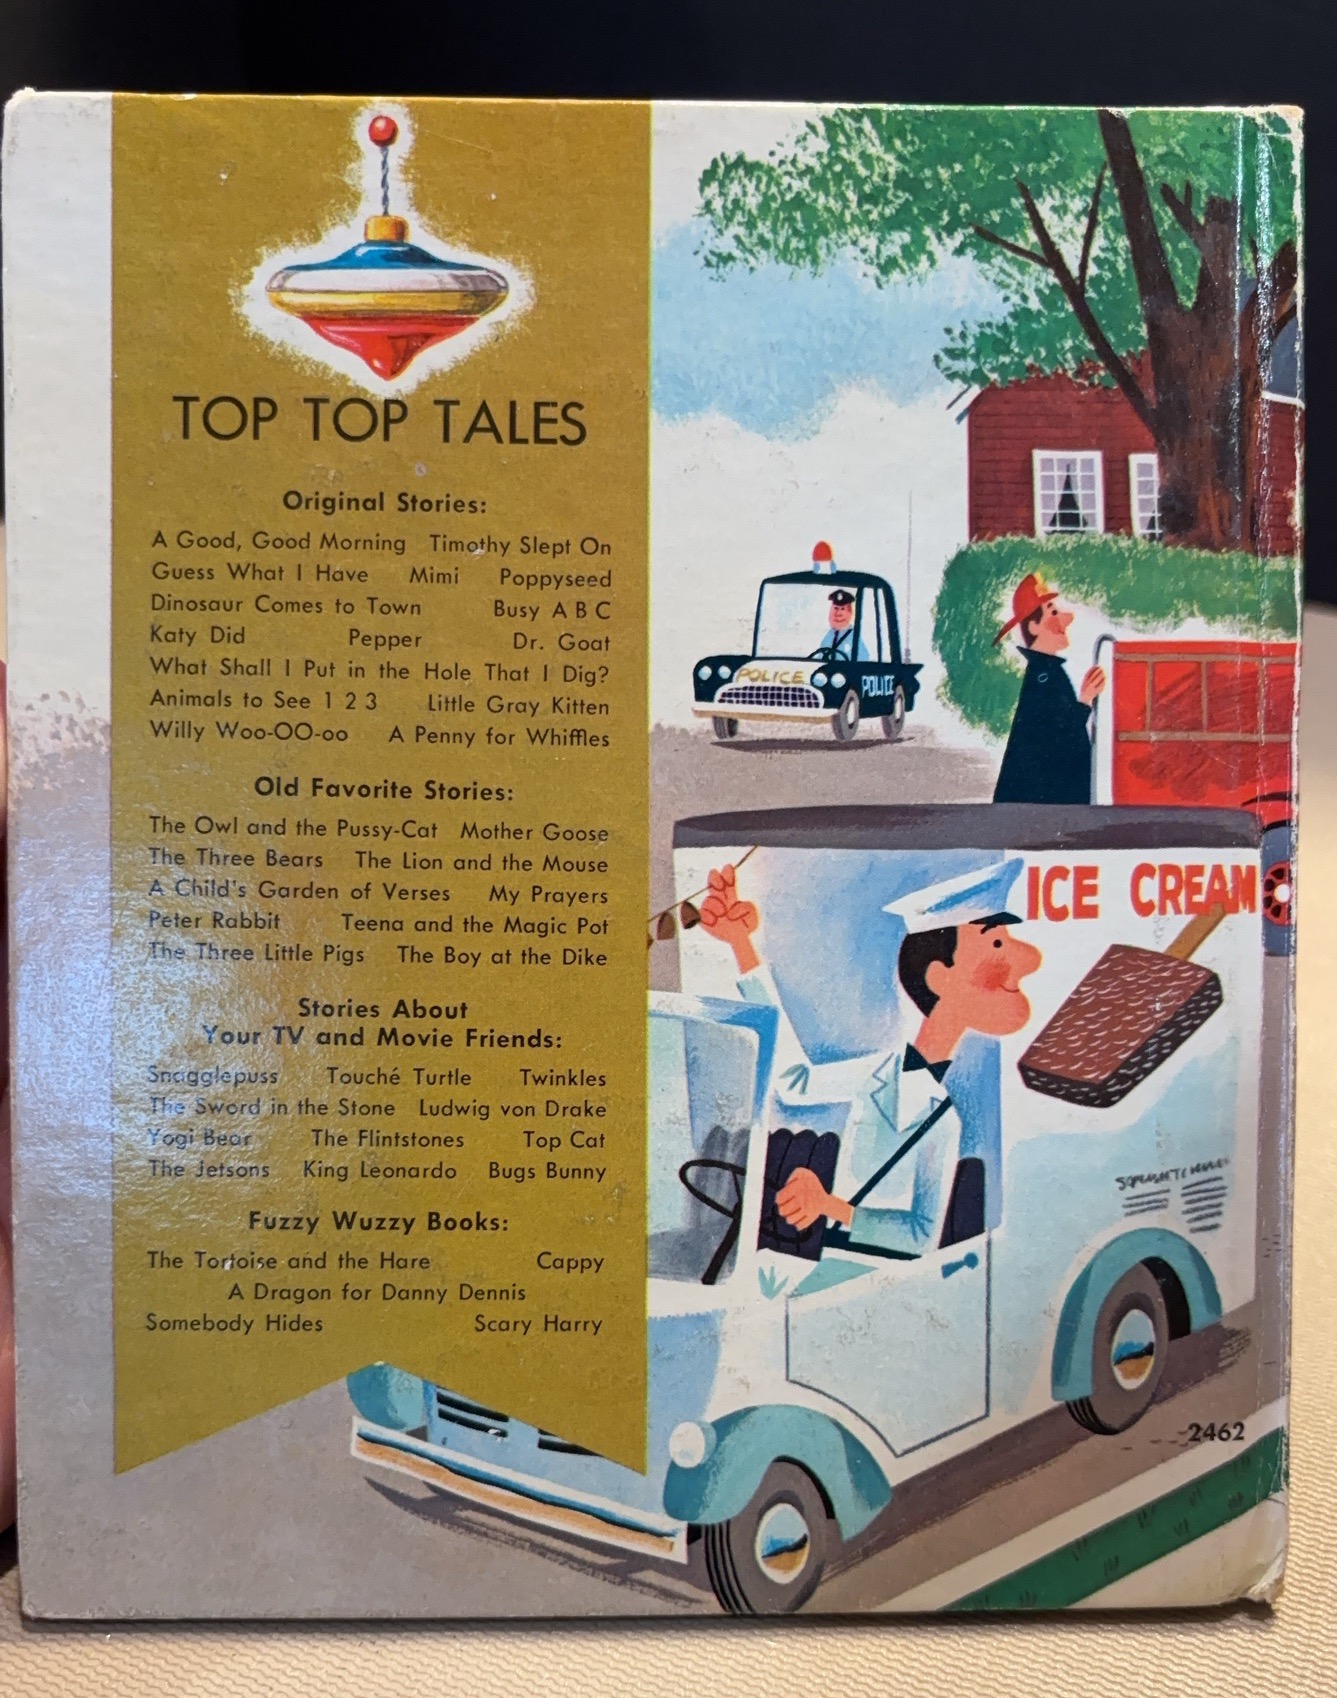 TOP TOP TALES
Original Stories:
A Good, Good Morning Timothy Slept On
Guess What I Have Mimi Poppyseed
Dinosaur Comes to Town Busy A B C
Katy Did Pepper Dr. Goat
What Shall I Put in the Hole That I Dig?
Animals to See 1 2 3 Little Gray Kitten
Willy Woo-OO-oo A Penny for Whiffles
Old Favorite Stories:
The Owl and the Pussy-Cat Mother Goose
The Three Bears The Lion and the Mouse
A Child's Garden of Verses My Prayers
Peter Rabbit Teena and the Magic Pot
The Three Little Pigs The Boy at the Dike
Stories About
Your TV and Movie Friends:
Snagglepuss Touché Turtle Twinkles
The Sword in the Stone Ludwig von Drake
Yogi Bear The Flintstones Top Cat
The Jetsons King Leonardo Bugs Bunny
Fuzzy Wuzzy Books:
The Tortoise and the Hare Cappy
A Dragon for Danny Dennis
Somebody Hides Scary Harry
POLICE POLICE
ICE CREAM
2462